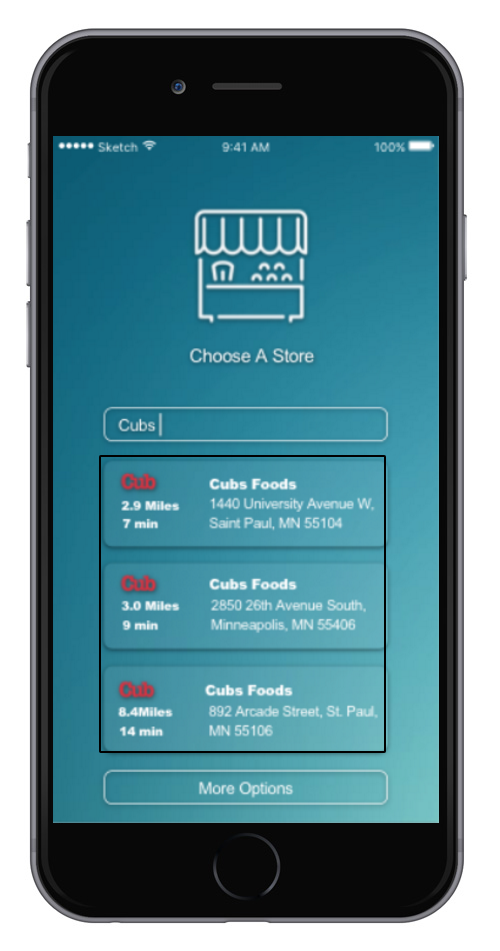 Sketch 9:41 AM 100%
Choose A Store
Cubs
Cub
2.9 Miles
7 min
Cubs Foods
1440 University Avenue W,
Saint Paul, MN 55104
Cub
3.0 Miles
9 min
Cubs Foods
2850 26th Avenue South,
Minneapolis, MN 55406
Cub
8.4Miles
14 min
Cubs Foods
892 Arcade Street, St. Paul,
MN 55106
More Options